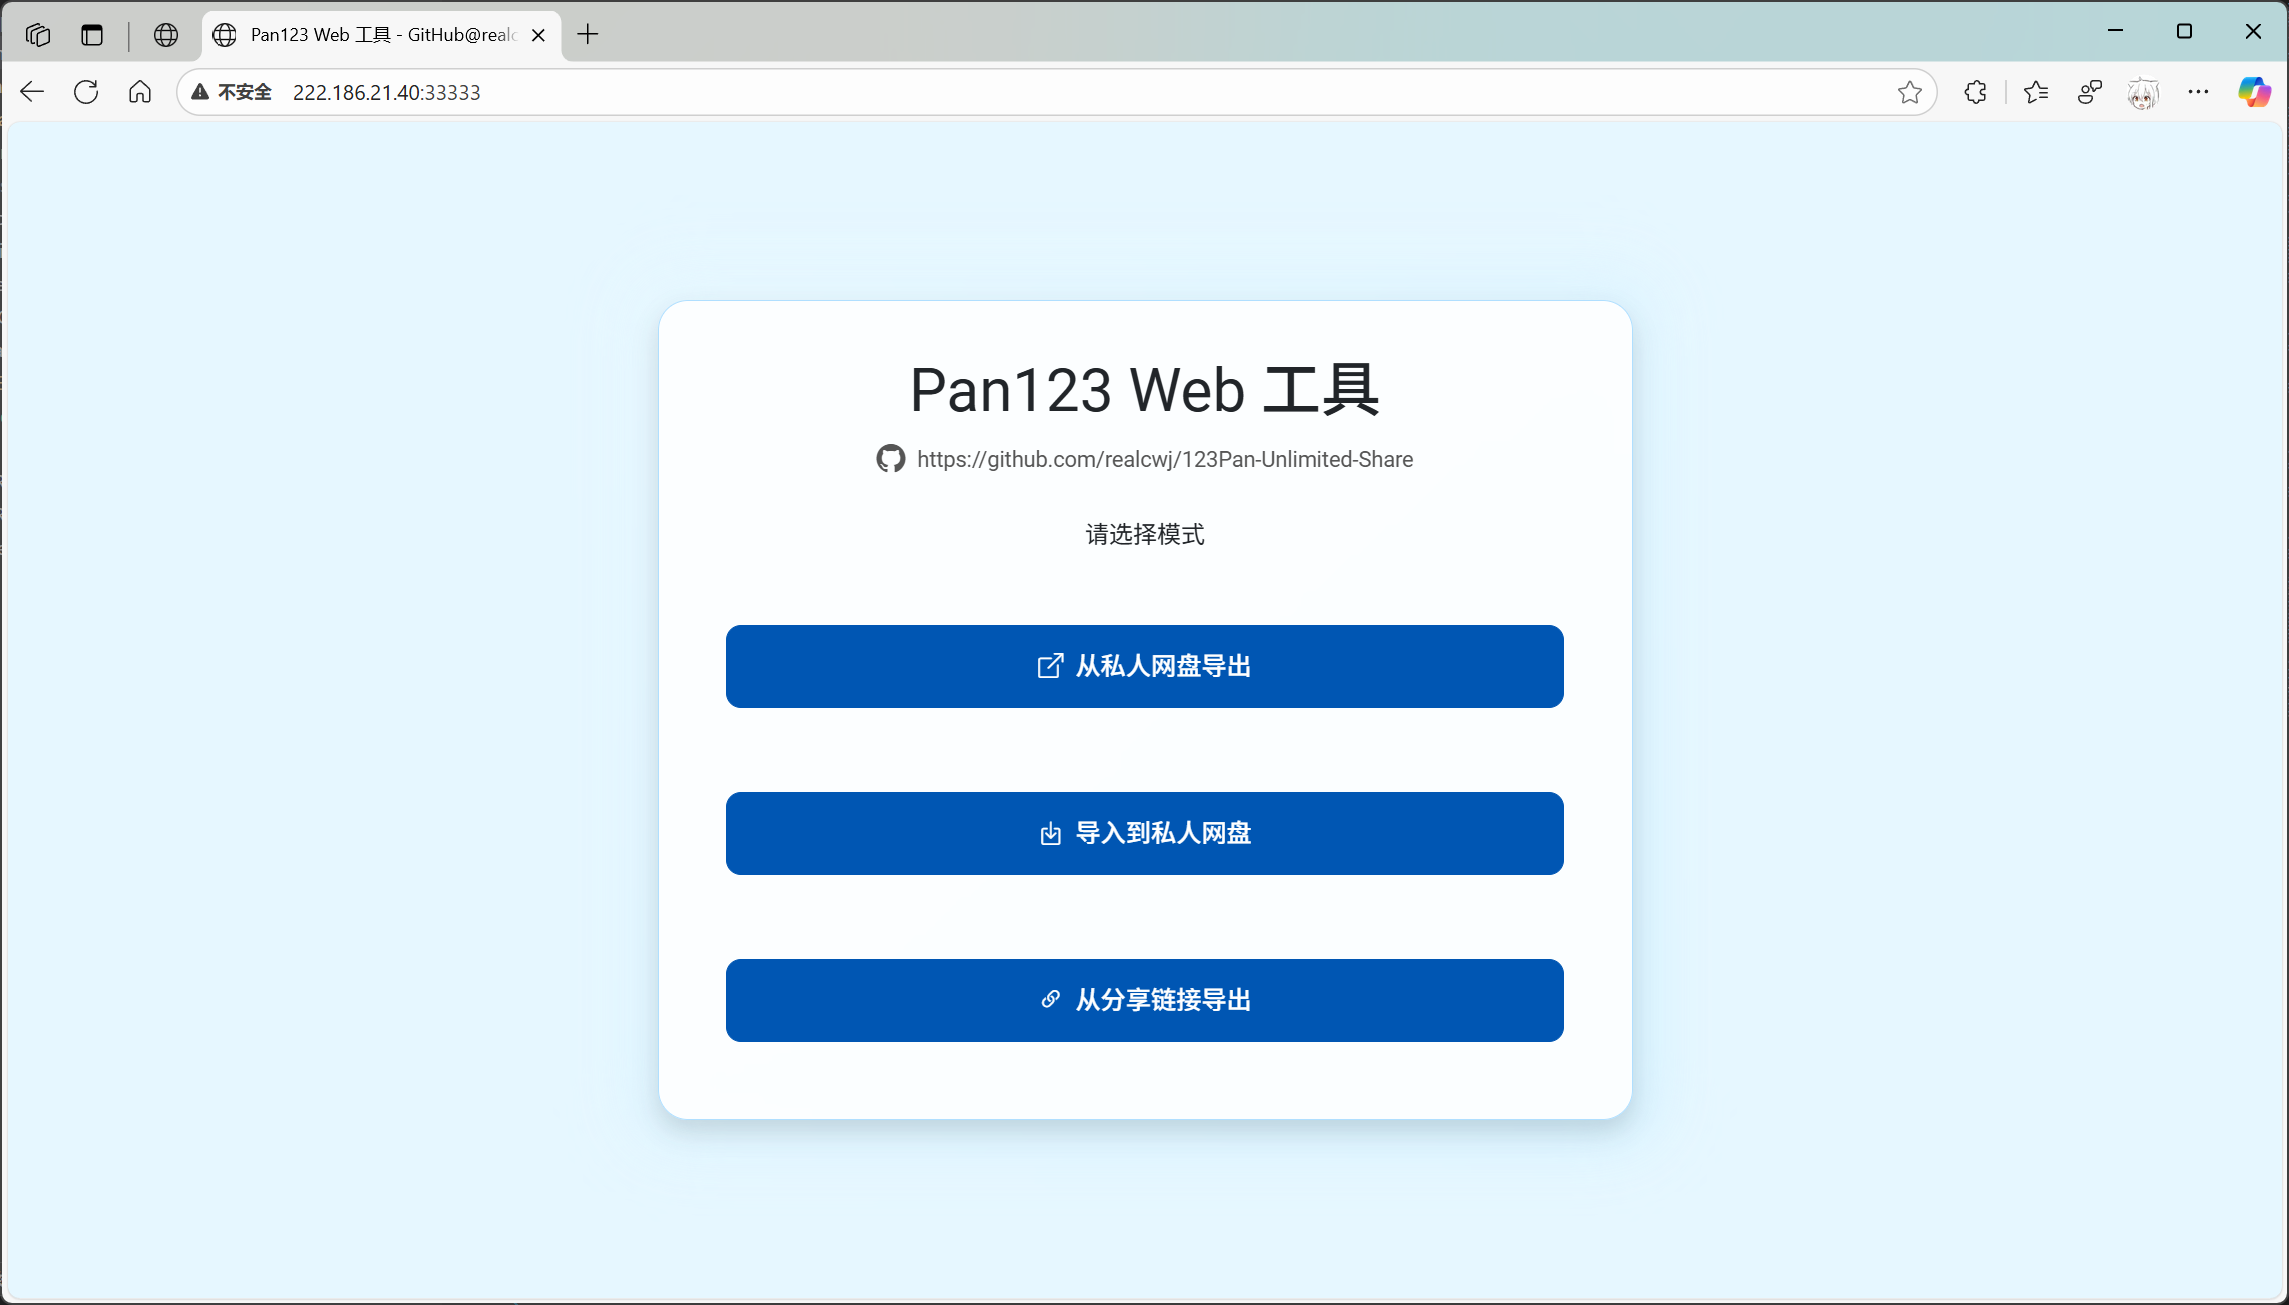 Pan123 Web 工具 - GitHub@real
不安全 222.186.21.40:33333
Pan123 Web 工具
https://github.com/realcwj/123Pan-Unlimited-Share
请选择模式
从私人网盘导出
导入到私人网盘
从分享链接导出